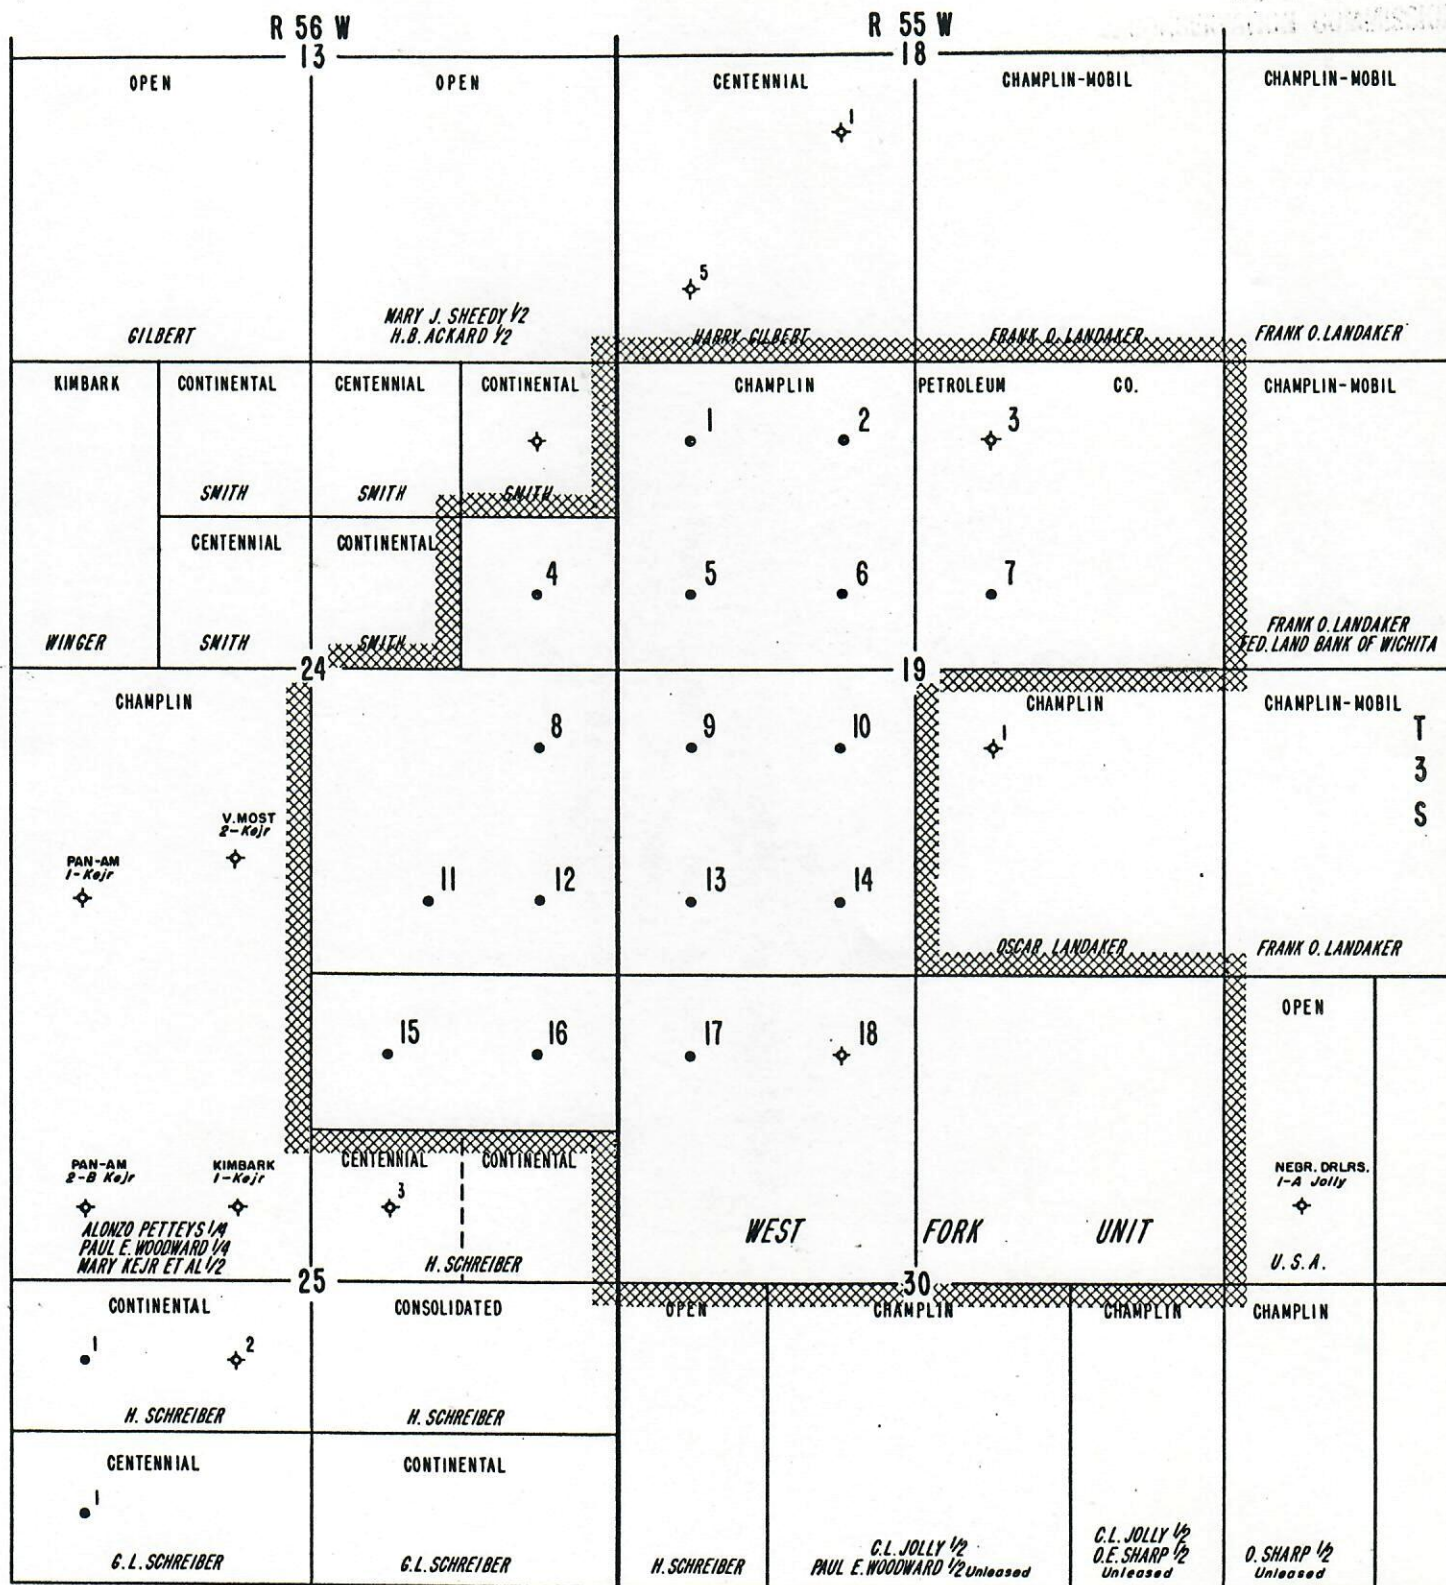 R 56 W
R 55 W
13
18
OPEN
OPEN
CENTENNIAL
CHAMPLIN-MOBIL
CHAMPLIN-MOBIL
1
5
GILBERT
MARY J. SHEEDY 1/2
H.B. ACKARD 1/2
HARRY GILBERT
FRANK O. LANDAKER
FRANK O. LANDAKER
KIMBARK
CONTINENTAL
CENTENNIAL
CONTINENTAL
CHAMPLIN
PETROLEUM
CO.
CHAMPLIN-MOBIL
1
2
3
SMITH
SMITH
SMITH
CENTENNIAL
CONTINENTAL
4
5
6
7
WINGER
SMITH
SMITH
FRANK O. LANDAKER
FED. LAND BANK OF WICHITA
24
19
CHAMPLIN
CHAMPLIN
CHAMPLIN-MOBIL
T
3
S
8
9
10
1
V. MOST
2-Kejr
PAN-AM
1-Kejr
11
12
13
14
OSCAR LANDAKER
FRANK O. LANDAKER
OPEN
15
16
17
18
PAN-AM
2-B Kejr
KIMBARK
1-Kejr
CENTENNIAL
CONTINENTAL
3
NEBR. DRLRS.
1-A Jolly
ALONZO PETTEYS 1/4
PAUL E. WOODWARD 1/4
MARY KEJR ET AL 1/2
H. SCHREIBER
WEST
FORK
UNIT
U.S.A.
25
30
CONTINENTAL
CONSOLIDATED
OPEN
CHAMPLIN
CHAMPLIN
CHAMPLIN
1
2
H. SCHREIBER
H. SCHREIBER
CENTENNIAL
CONTINENTAL
1
G.L. SCHREIBER
G.L. SCHREIBER
H. SCHREIBER
C.L. JOLLY 1/2
PAUL E. WOODWARD 1/2 Unleased
C.L. JOLLY 1/2
O.E. SHARP 1/2
Unleased
O. SHARP 1/2
Unleased